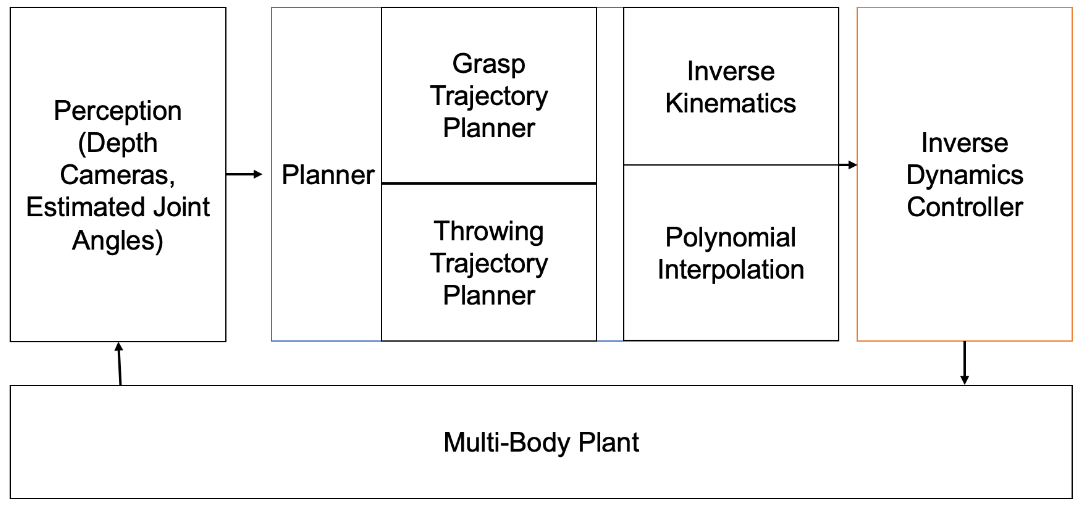 Perception
(Depth
Cameras,
Estimated Joint
Angles)
Planner
Grasp
Trajectory
Planner
Throwing
Trajectory
Planner
Inverse
Kinematics
Polynomial
Interpolation
Inverse
Dynamics
Controller
Multi-Body Plant